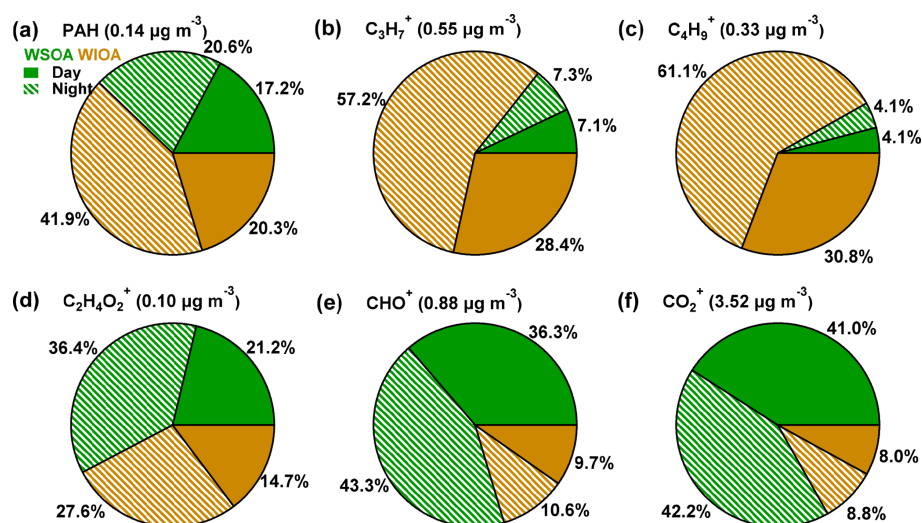 (a) PAH (0.14 µg m⁻³)
WSOA WIOA
Day
Night
20.6%
17.2%
41.9%
20.3%
(b) C₃H₇⁺ (0.55 µg m⁻³)
57.2%
7.3%
7.1%
28.4%
(c) C₄H₉⁺ (0.33 µg m⁻³)
61.1%
4.1%
4.1%
30.8%
(d) C₂H₄O₂⁺ (0.10 µg m⁻³)
36.4%
21.2%
27.6%
14.7%
(e) CHO⁺ (0.88 µg m⁻³)
36.3%
43.3%
9.7%
10.6%
(f) CO₂⁺ (3.52 µg m⁻³)
41.0%
42.2%
8.0%
8.8%